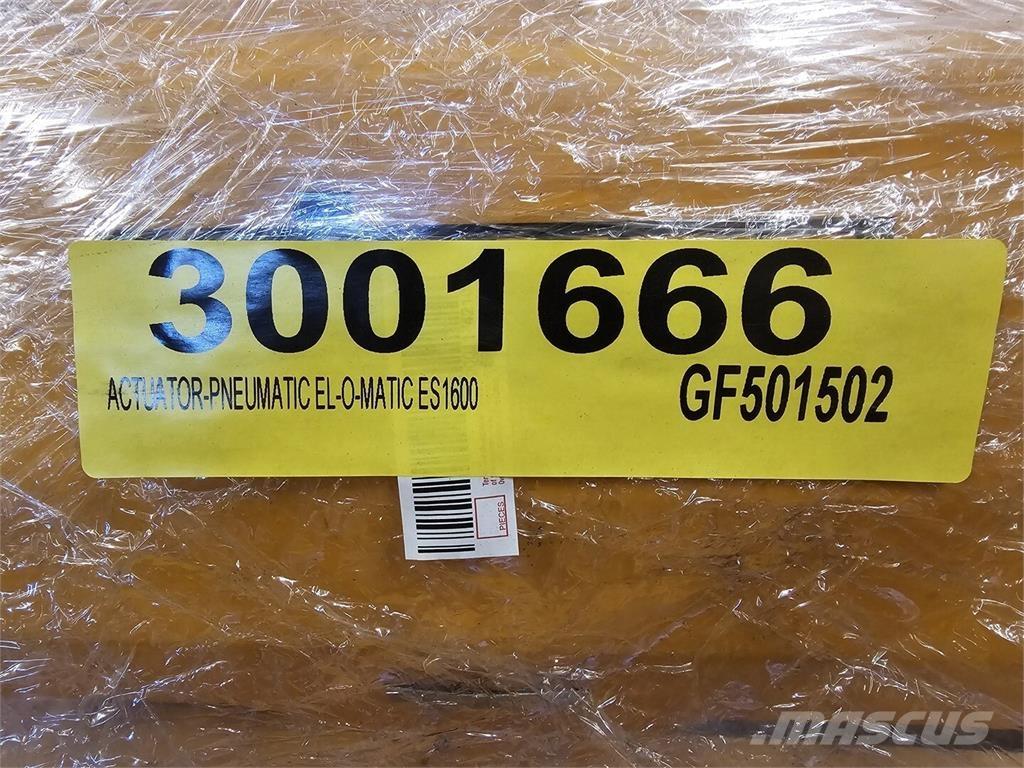 3001666
ACTUATOR-PNEUMATIC EL-O-MATIC ES1600
GF501502
PIECES
MASCUS